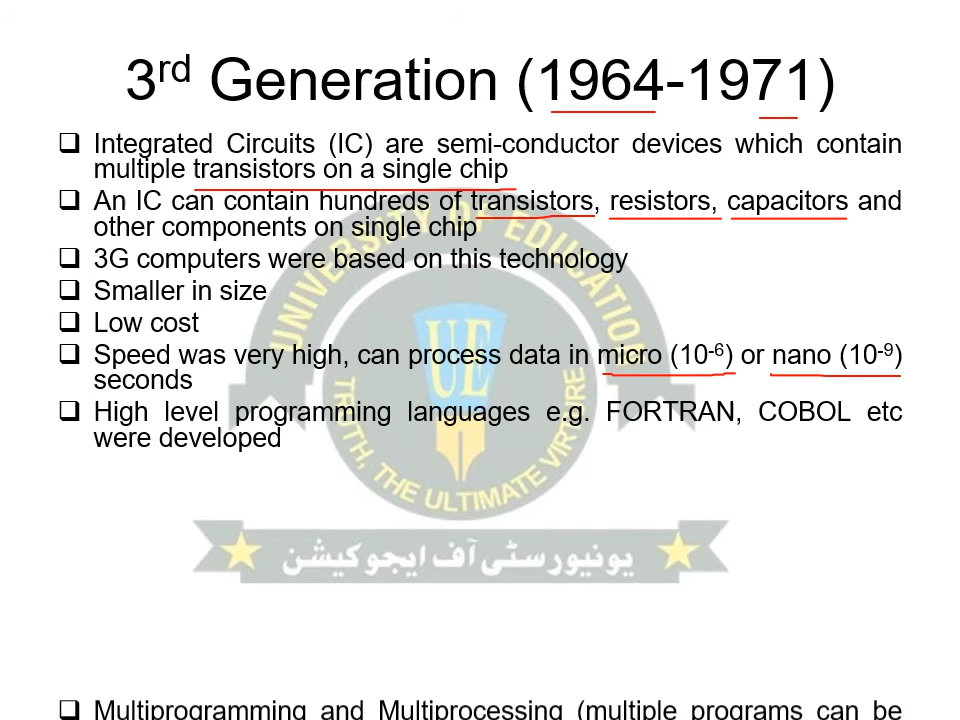 3rd Generation (1964-1971)
❑ Integrated Circuits (IC) are semi-conductor devices which contain
multiple transistors on a single chip
❑ An IC can contain hundreds of transistors, resistors, capacitors and
other components on single chip
❑ 3G computers were based on this technology
❑ Smaller in size
❑ Low cost
❑ Speed was very high, can process data in micro (10-6) or nano (10-9)
seconds
❑ High level programming languages e.g. FORTRAN, COBOL etc
were developed
UNIVERSITY OF EDUCATION
UE
TRUTH, THE ULTIMATE VIRTUE
یونیورسٹی آف ایجوکیشن
❑ Multiprogramming and Multiprocessing (multiple programs can be